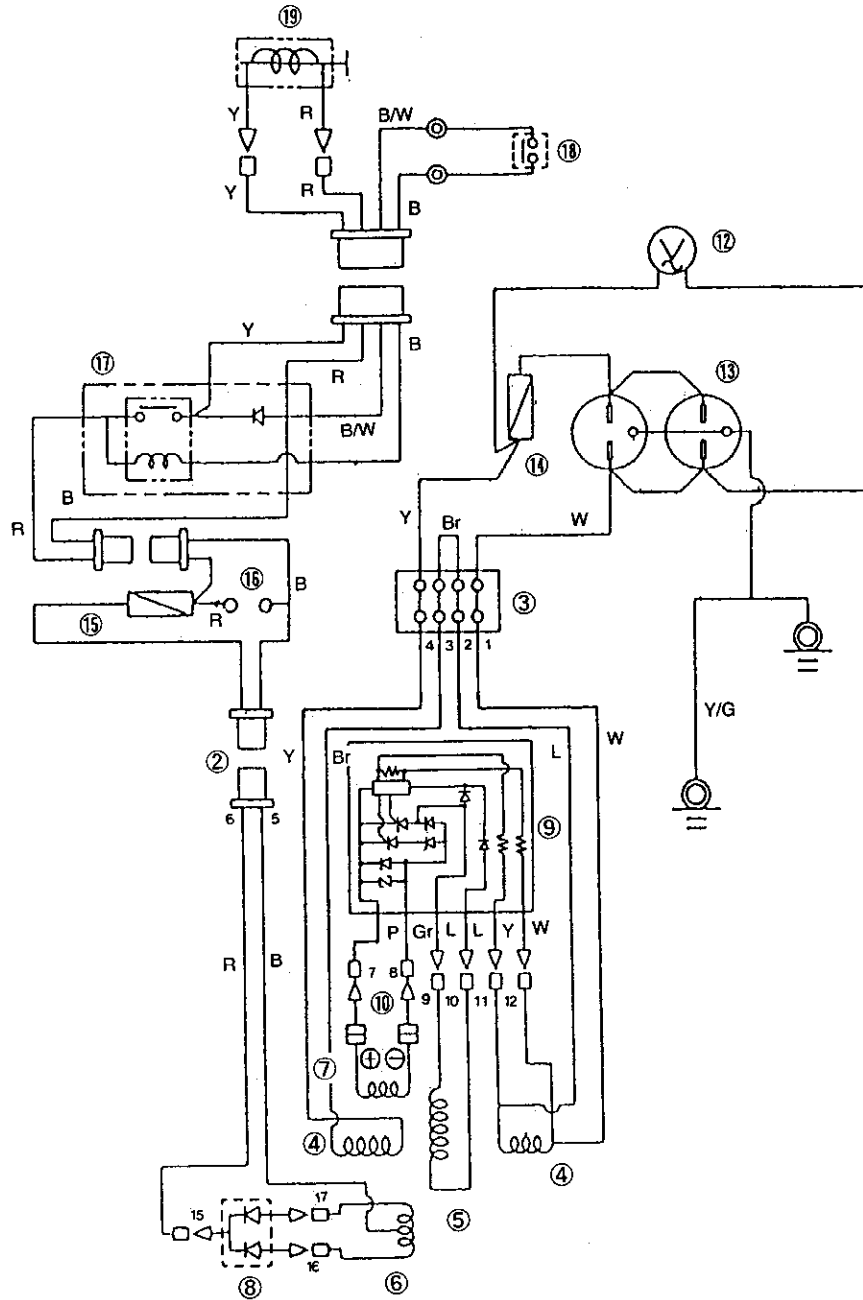 ⑲
Y R B/W
⑱
Y R B
⑫
Y B
⑰ R ⑬
B/W
⑭
B Y Br W
R
⑯ B ③
⑮ R
4 3 2 1
Y/G
② Y Br L W
6 5
⑨
P Gr L L Y W
R B
7 8
⑩ 9 10 11 12
⊕ ⊖
⑦
④ ④
15 17 ⑤
16
⑧ ⑥